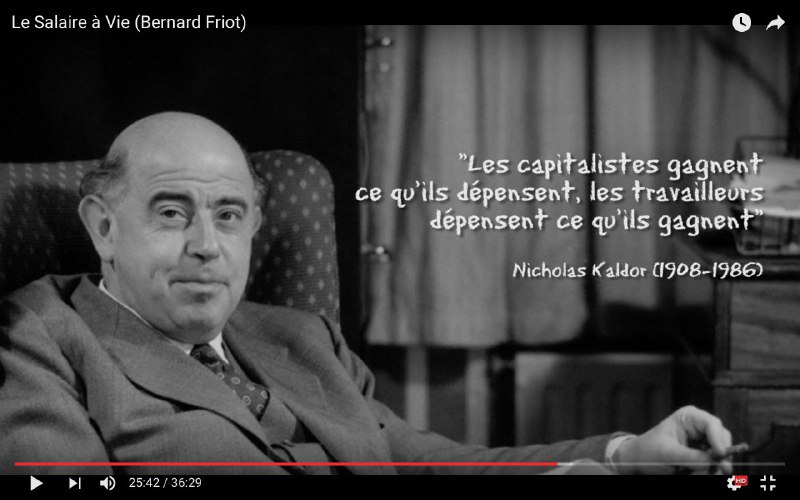 Le Salaire à Vie (Bernard Friot)
"Les capitalistes gagnent
ce qu'ils dépensent, les travailleurs
dépensent ce qu'ils gagnent"
Nicholas Kaldor (1908-1986)
25:42 / 36:29
HD